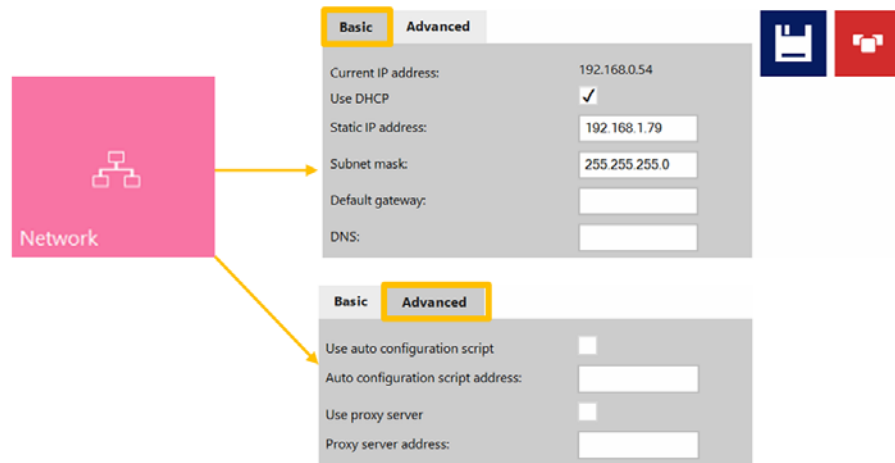 Network
Basic Advanced
Current IP address: 192.168.0.54
Use DHCP
Static IP address: 192.168.1.79
Subnet mask: 255.255.255.0
Default gateway:
DNS:
Basic Advanced
Use auto configuration script
Auto configuration script address:
Use proxy server
Proxy server address: